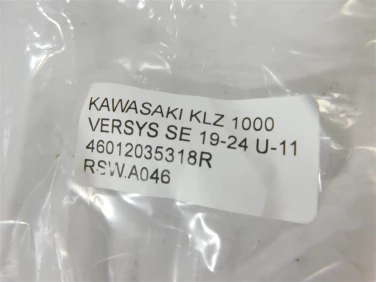 KAWASAKI KLZ 1000
VERSYS SE 19-24 U-11
46012035318R
RSW.A046